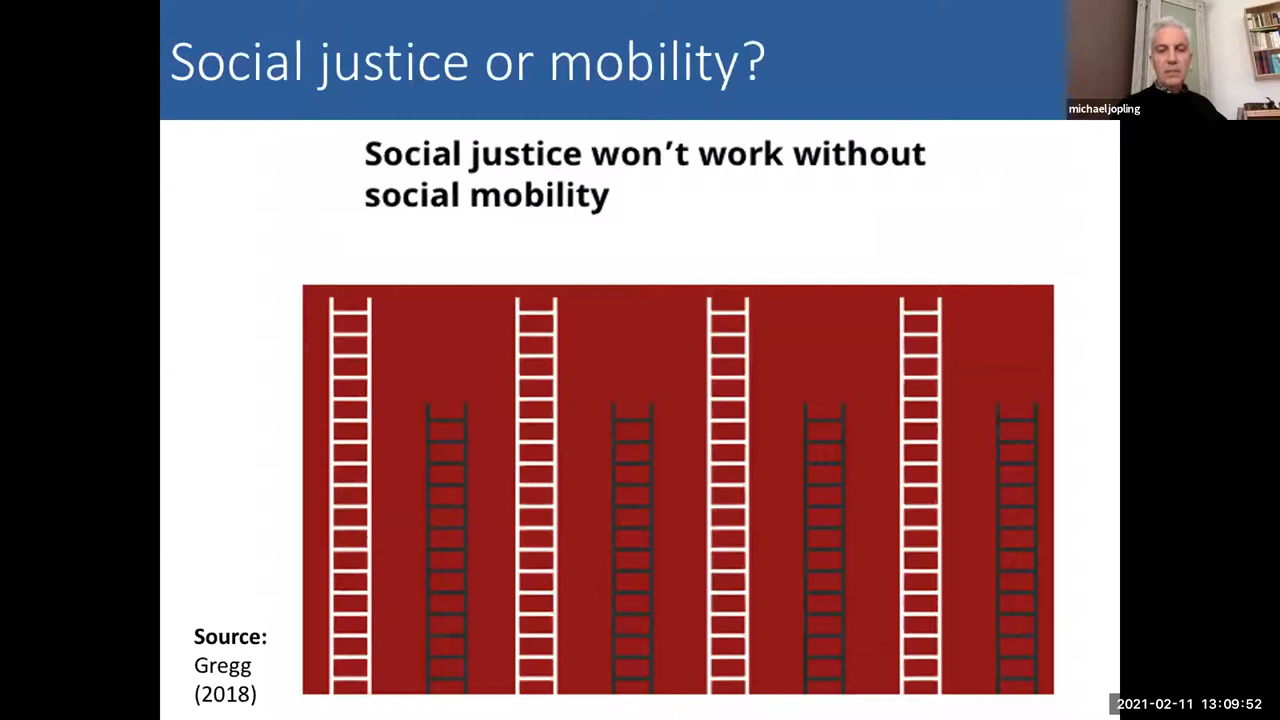 Social justice or mobility?
michaeljopling
Social justice won’t work without
social mobility
Source:
Gregg
(2018)
2021-02-11 13:09:52